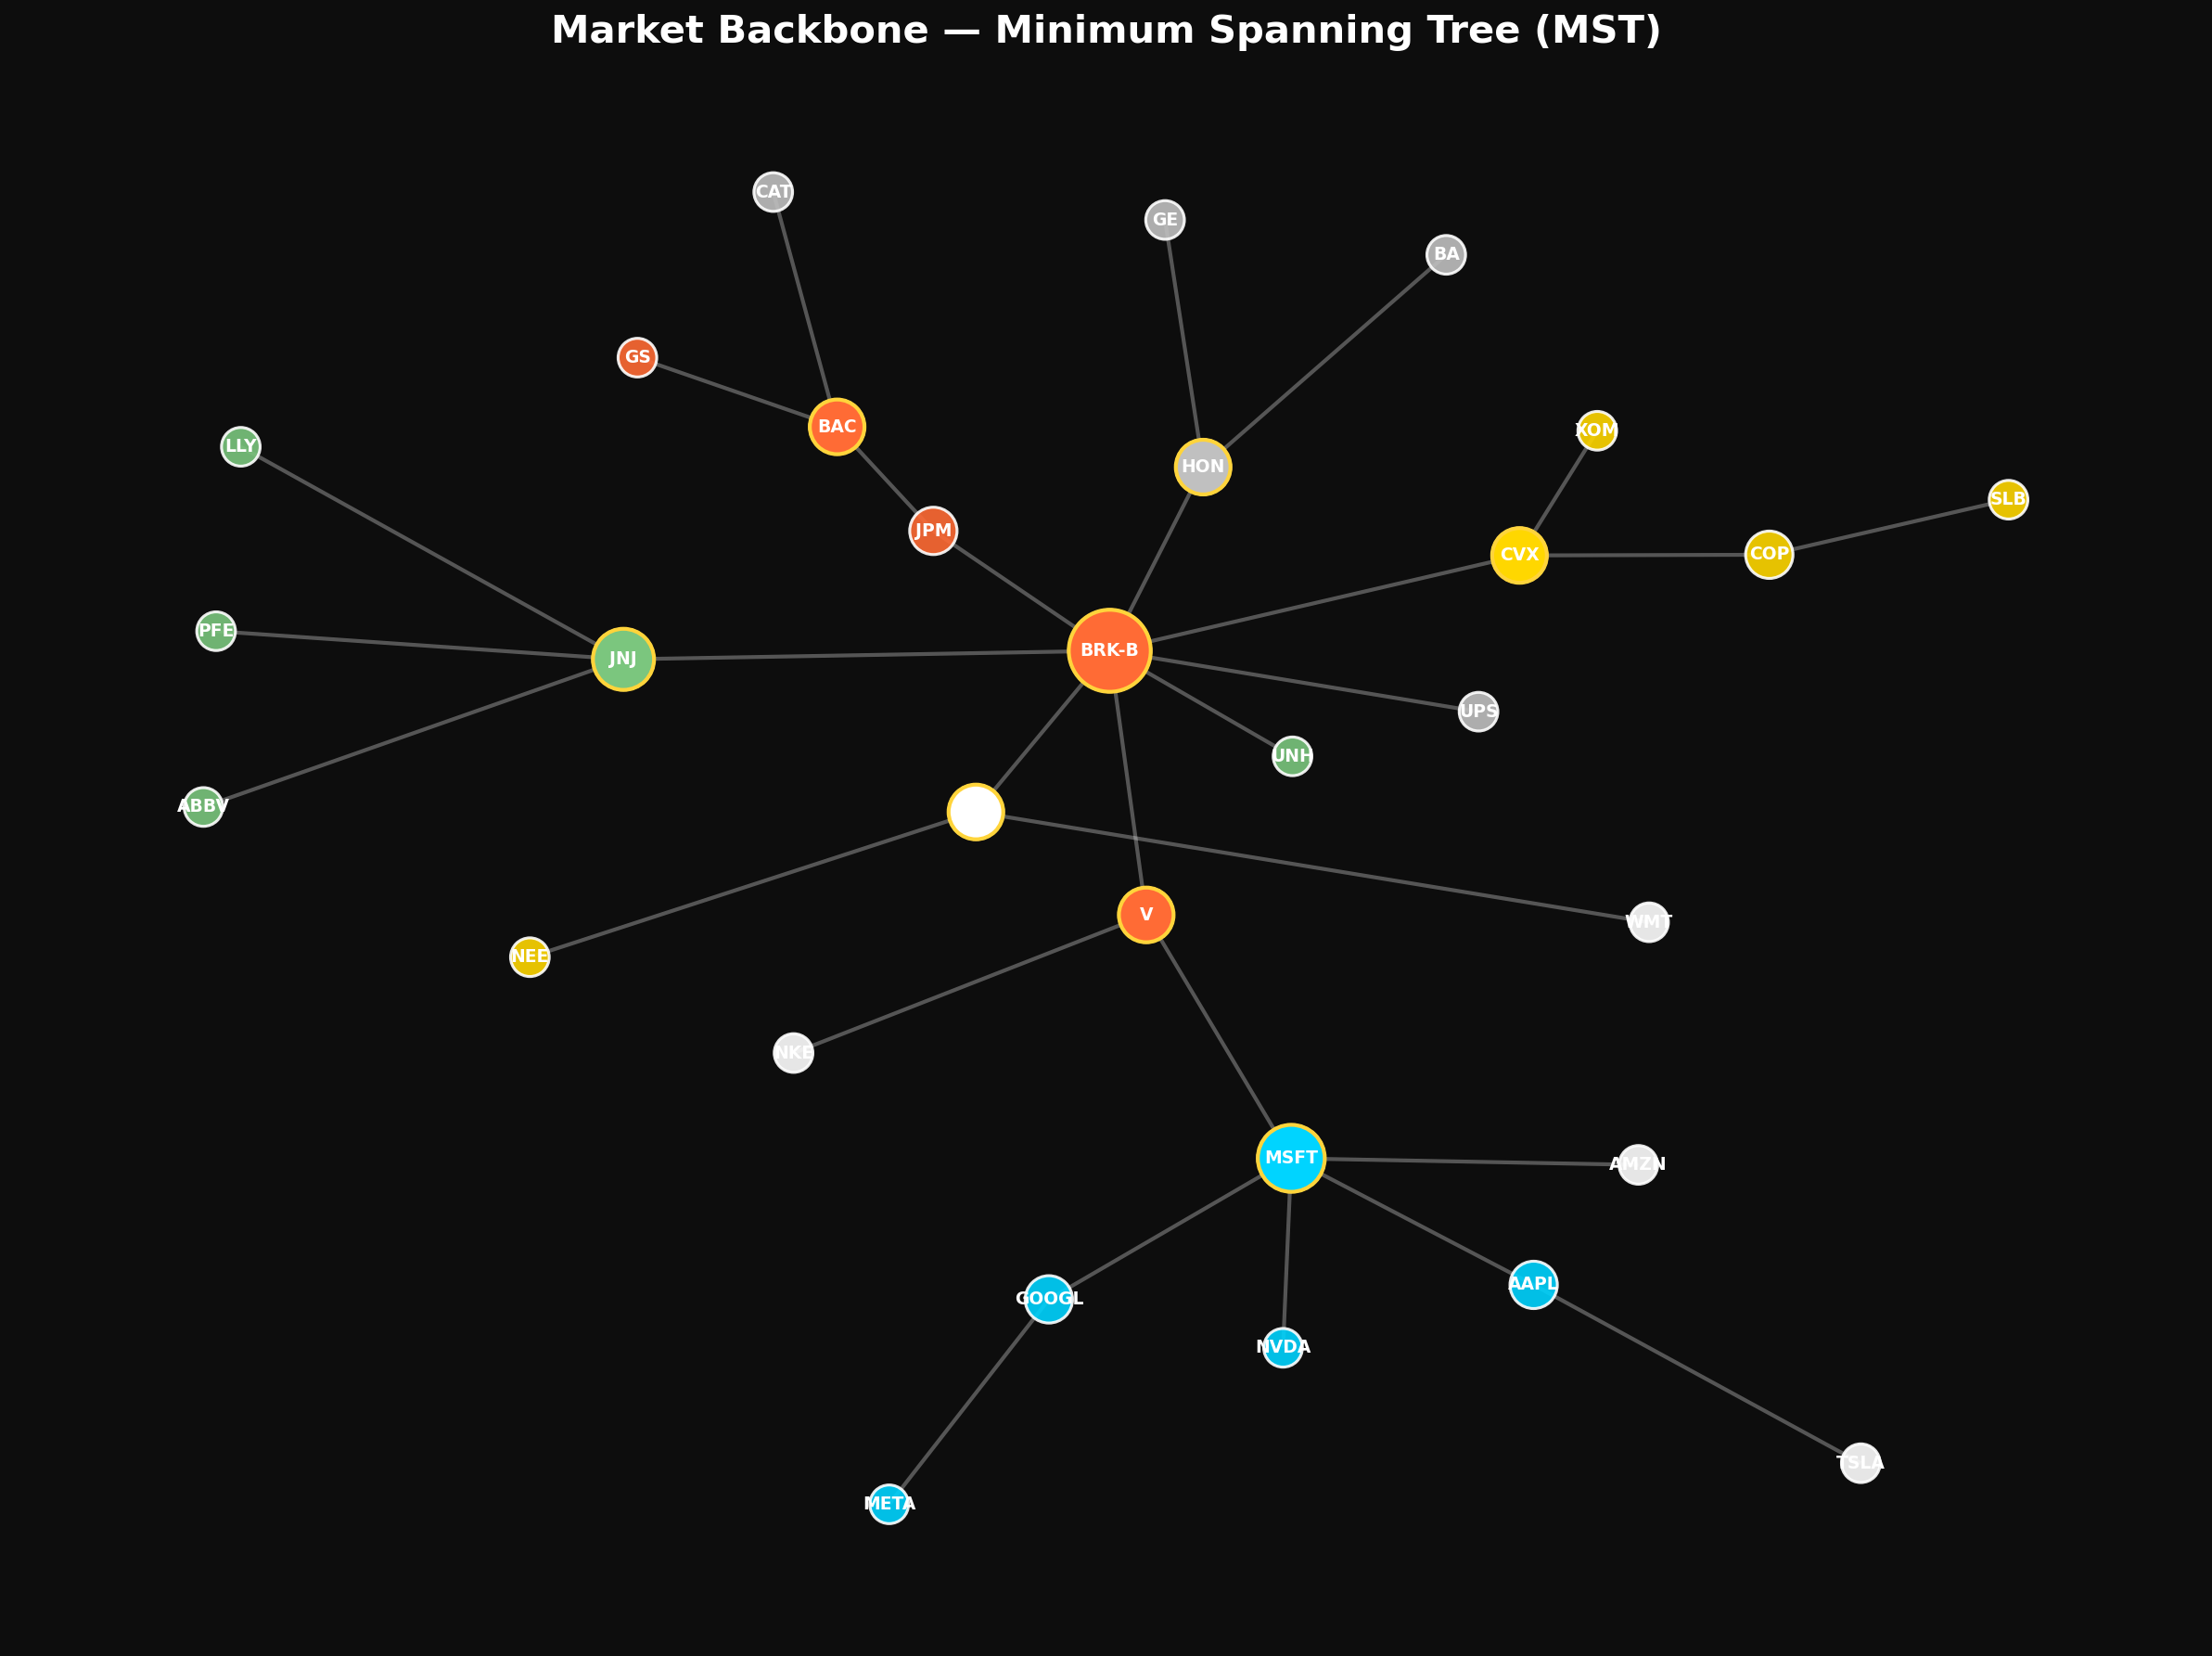 Market Backbone — Minimum Spanning Tree (MST)
CAT
GE
BA
GS
BAC
XOM
LLY
HON
SLB
JPM
CVX
COP
PFE
BRK-B
JNJ
UPS
UNH
ABBV
V
WMT
NEE
NKE
MSFT
AMZN
AAPL
GOOGL
NVDA
TSLA
META